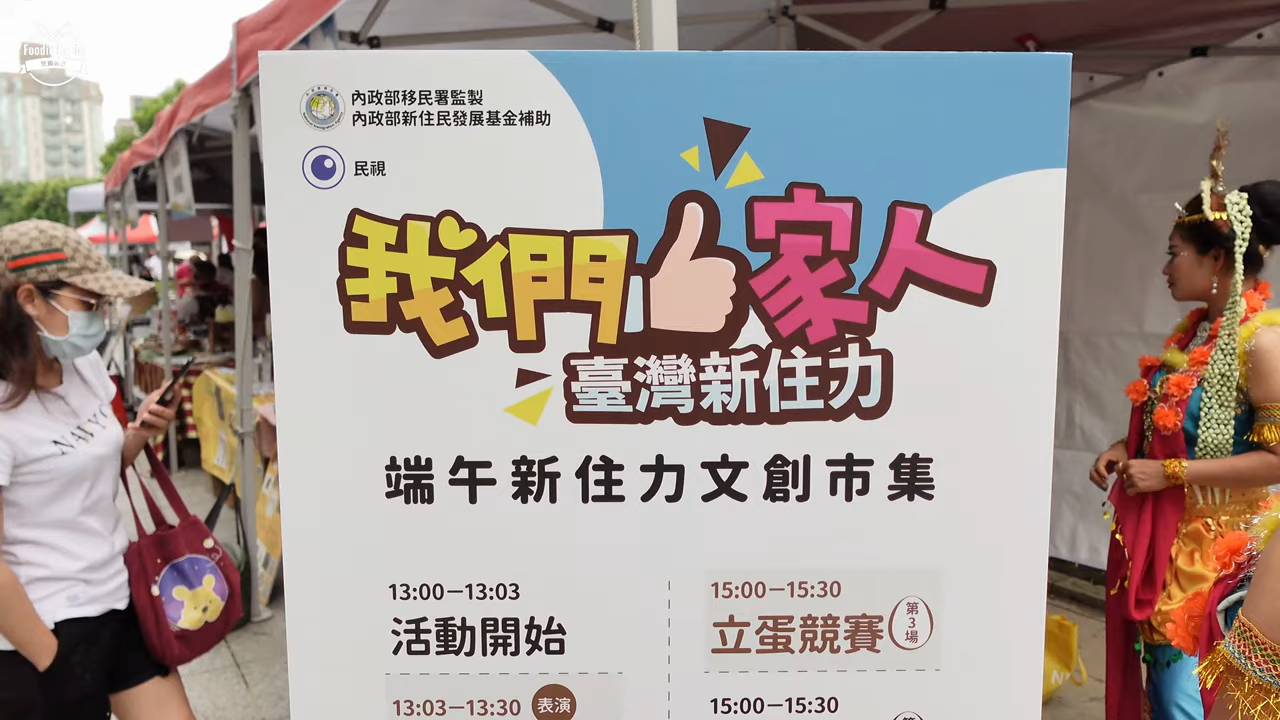 內政部移民署監製
內政部新住民發展基金補助
民視
我們 家人
臺灣新住力
端午新住力文創市集
13:00－13:03
活動開始
13:03－13:30 表演
15:00－15:30
立蛋競賽 第3場
15:00－15:30
NAVY